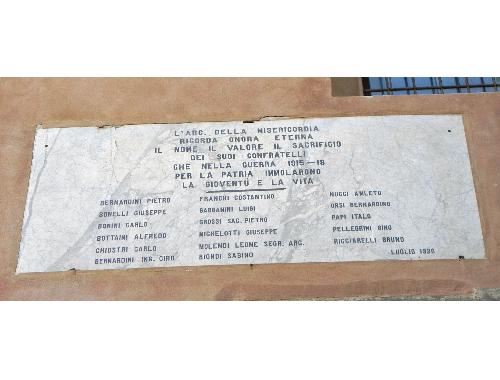 L'ARC. DELLA MISERICORDIA
RICORDA ONORA ETERNA
IL NOME IL VALORE IL SACRIFICIO
DEI SUOI CONFRATELLI
CHE NELLA GUERRA 1915-18
PER LA PATRIA IMMOLARONO
LA GIOVENTÙ E LA VITA
BERNARDINI PIETRO
BONELLI GIUSEPPE
BONINI CARLO
BOTTAINI ALFREDO
CHIOSTRI CARLO
BERNARDINI ING. CIRO
FRANCHI COSTANTINO
GABBANINI LUIGI
GROSSI SAC. PIETRO
MICHELOTTI GIUSEPPE
MOLENDI LEONE SEGR. ARC.
BIONDI SABINO
NUCCI AMLETO
ORSI BERNARDINO
PAPI ITALO
PELLEGRINI GINO
RICCIARELLI BRUNO
LUGLIO 1920